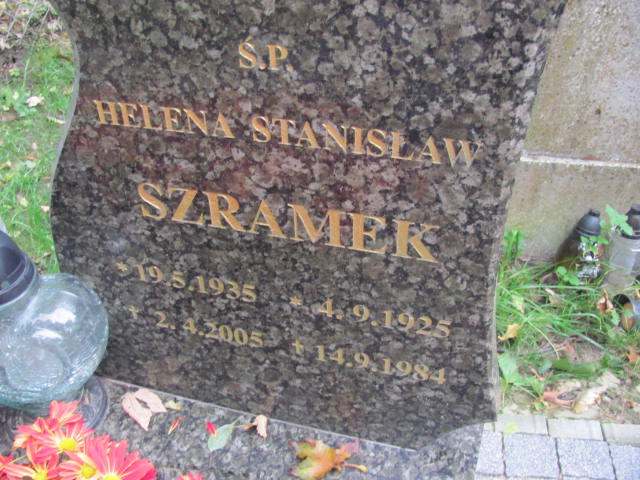 Ś.P.
HELENA STANISŁAW
SZRAMEK
* 19.5.1935 * 4.9.1925
† 2.4.2005 † 14.9.1984